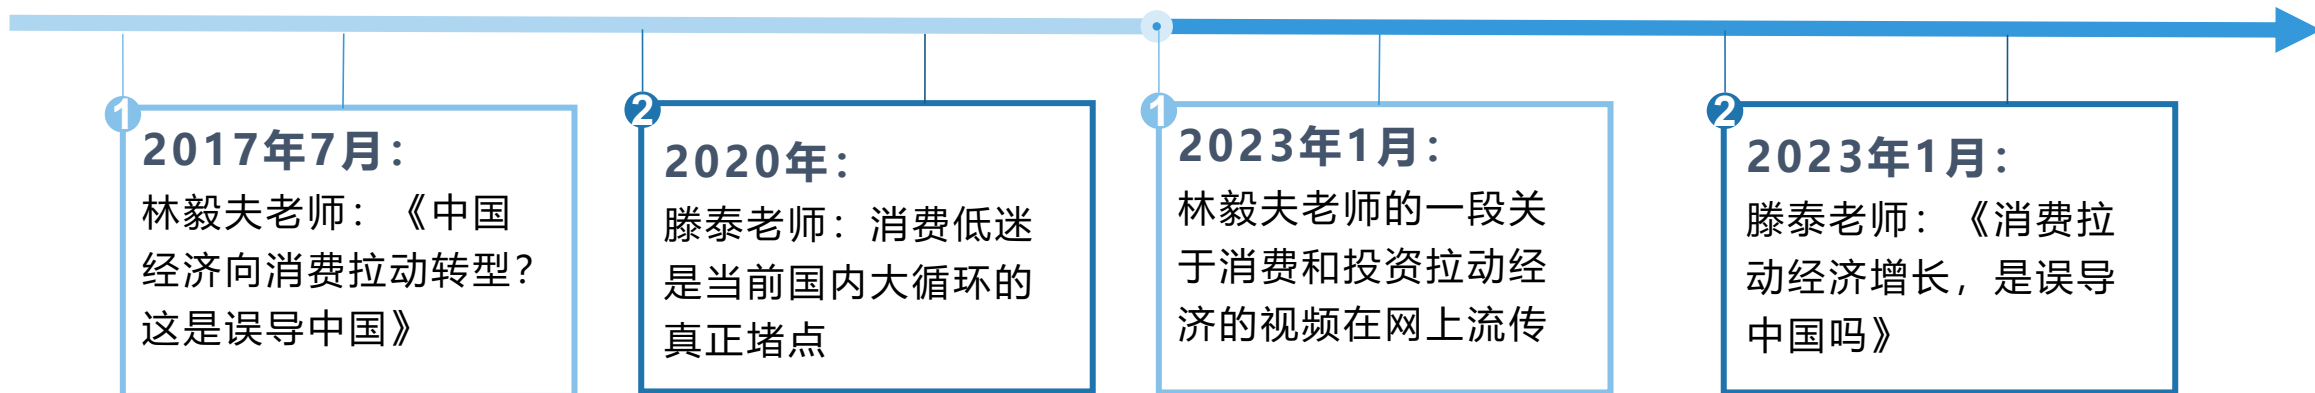 1
2017年7月：
林毅夫老师：《中国
经济向消费拉动转型？
这是误导中国》
2
2020年：
滕泰老师：消费低迷
是当前国内大循环的
真正堵点
1
2023年1月：
林毅夫老师的一段关
于消费和投资拉动经
济的视频在网上流传
2
2023年1月：
滕泰老师：《消费拉
动经济增长，是误导
中国吗》